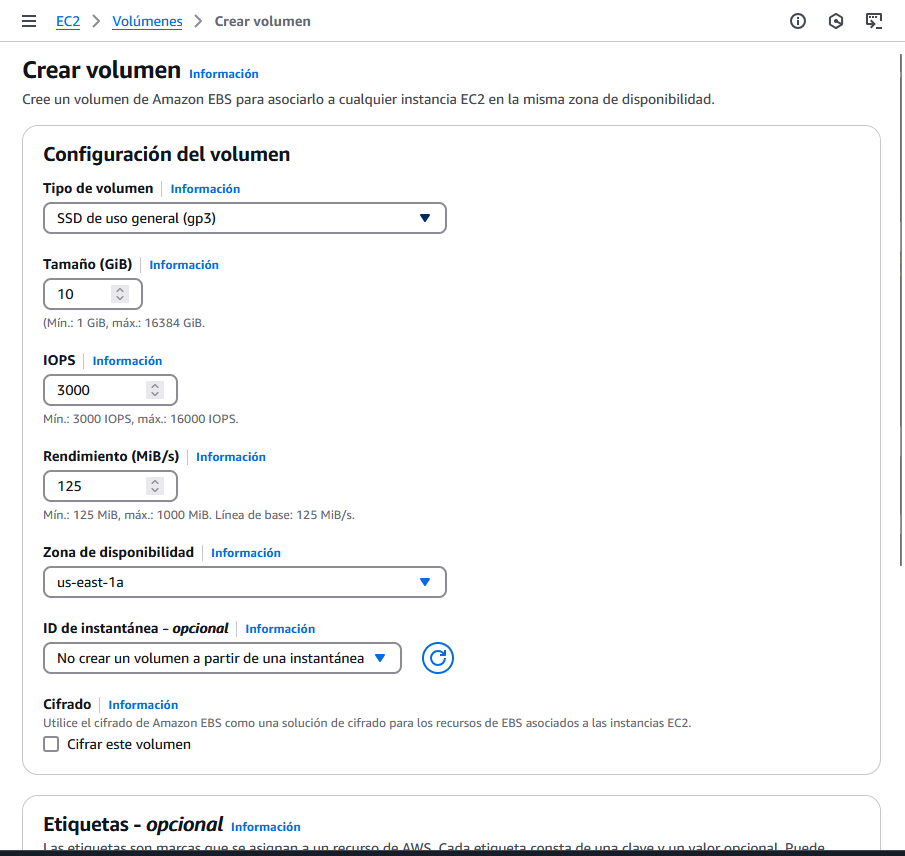 EC2 > Volúmenes > Crear volumen
Crear volumen Información
Cree un volumen de Amazon EBS para asociarlo a cualquier instancia EC2 en la misma zona de disponibilidad.
Configuración del volumen
Tipo de volumen Información
SSD de uso general (gp3)
Tamaño (GiB) Información
10
(Mín.: 1 GiB, máx.: 16384 GiB.
IOPS Información
3000
Mín.: 3000 IOPS, máx.: 16000 IOPS.
Rendimiento (MiB/s) Información
125
Mín.: 125 MiB, máx.: 1000 MiB. Línea de base: 125 MiB/s.
Zona de disponibilidad Información
us-east-1a
ID de instantánea – opcional Información
No crear un volumen a partir de una instantánea
Cifrado Información
Utilice el cifrado de Amazon EBS como una solución de cifrado para los recursos de EBS asociados a las instancias EC2.
Cifrar este volumen
Etiquetas - opcional Información
Las etiquetas son marcas que se asignan a un recurso de AWS. Cada etiqueta consta de una clave y un valor opcional. Puede